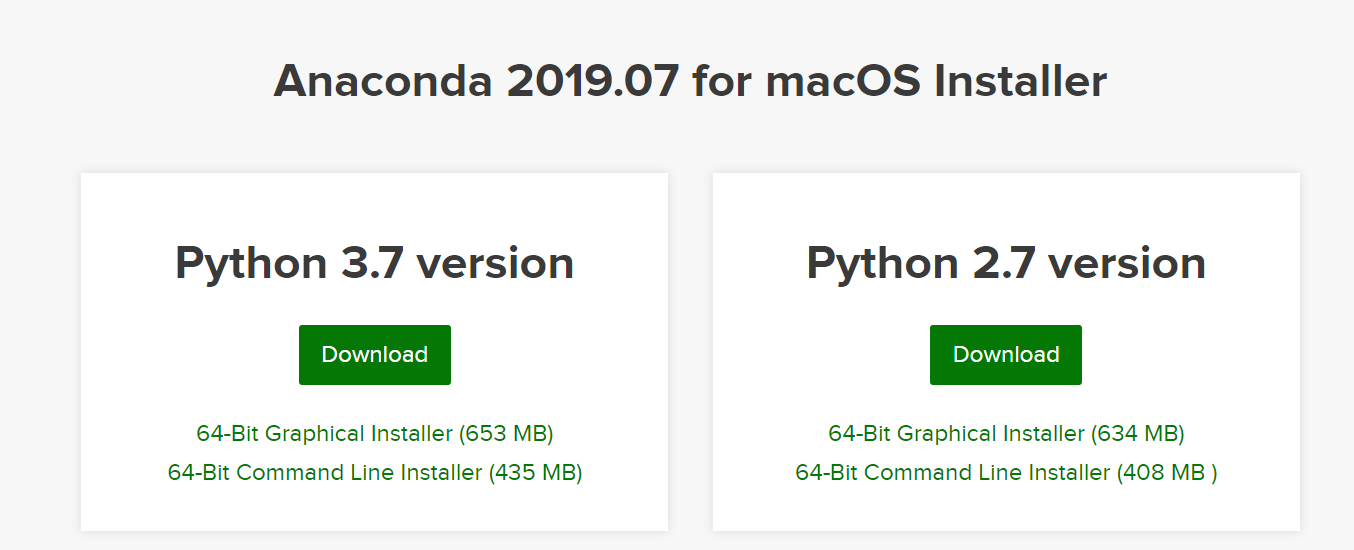 Anaconda 2019.07 for macOS Installer
Python 3.7 version
Download
64-Bit Graphical Installer (653 MB)
64-Bit Command Line Installer (435 MB)
Python 2.7 version
Download
64-Bit Graphical Installer (634 MB)
64-Bit Command Line Installer (408 MB )